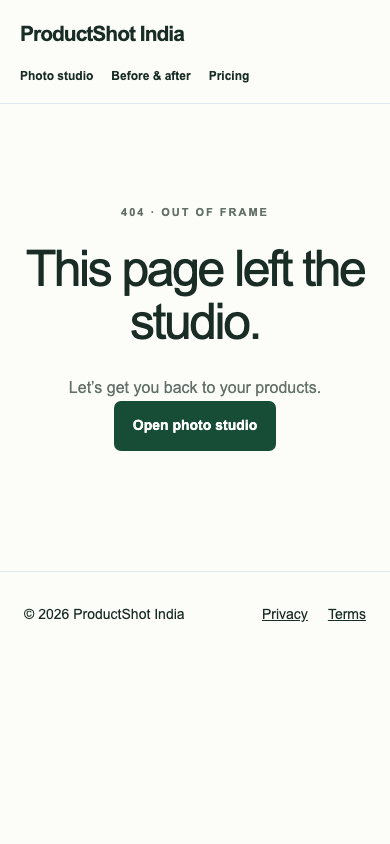 ProductShot India
Photo studio Before & after Pricing
404 · OUT OF FRAME
This page left the
studio.
Let's get you back to your products.
Open photo studio
© 2026 ProductShot India Privacy Terms